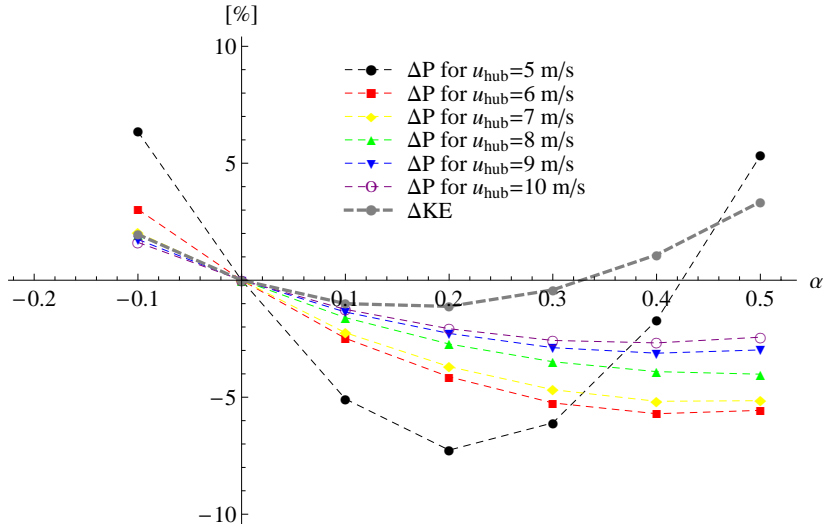 [%]
10
ΔP for u_hub=5 m/s
ΔP for u_hub=6 m/s
ΔP for u_hub=7 m/s
ΔP for u_hub=8 m/s
ΔP for u_hub=9 m/s
ΔP for u_hub=10 m/s
ΔKE
5
-0.2 -0.1 0.0 0.1 0.2 0.3 0.4 0.5 α
-5
-10